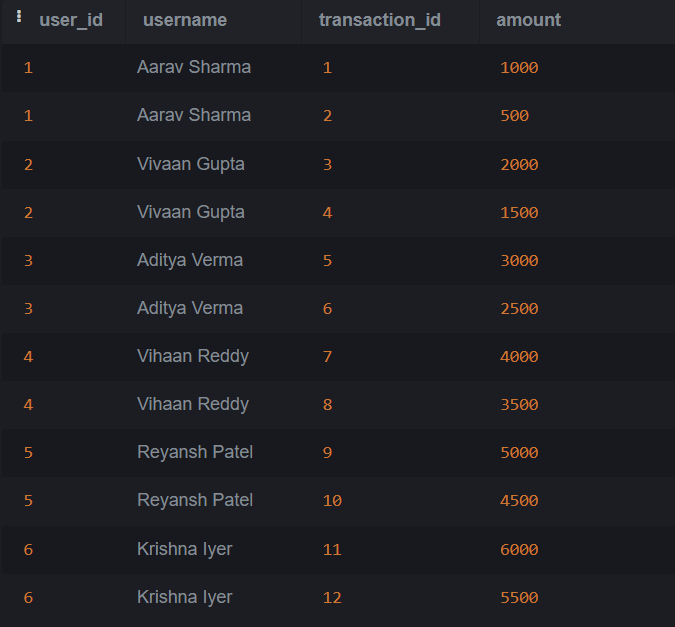 user_id username transaction_id amount
1 Aarav Sharma 1 1000
1 Aarav Sharma 2 500
2 Vivaan Gupta 3 2000
2 Vivaan Gupta 4 1500
3 Aditya Verma 5 3000
3 Aditya Verma 6 2500
4 Vihaan Reddy 7 4000
4 Vihaan Reddy 8 3500
5 Reyansh Patel 9 5000
5 Reyansh Patel 10 4500
6 Krishna Iyer 11 6000
6 Krishna Iyer 12 5500